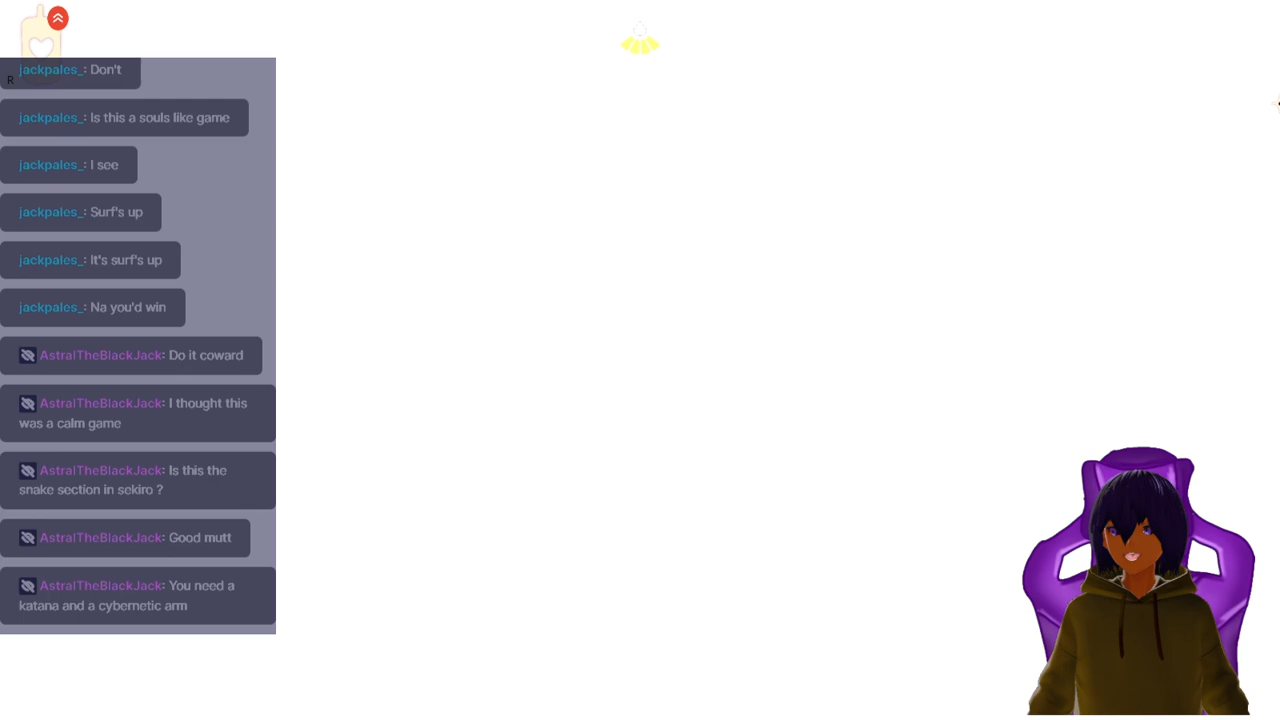 jackpales_: Don't
R
jackpales_: Is this a souls like game
jackpales_: I see
jackpales_: Surf's up
jackpales_: It's surf's up
jackpales_: Na you'd win
AstralTheBlackJack: Do it coward
AstralTheBlackJack: I thought this
was a calm game
AstralTheBlackJack: Is this the
snake section in sekiro ?
AstralTheBlackJack: Good mutt
AstralTheBlackJack: You need a
katana and a cybernetic arm